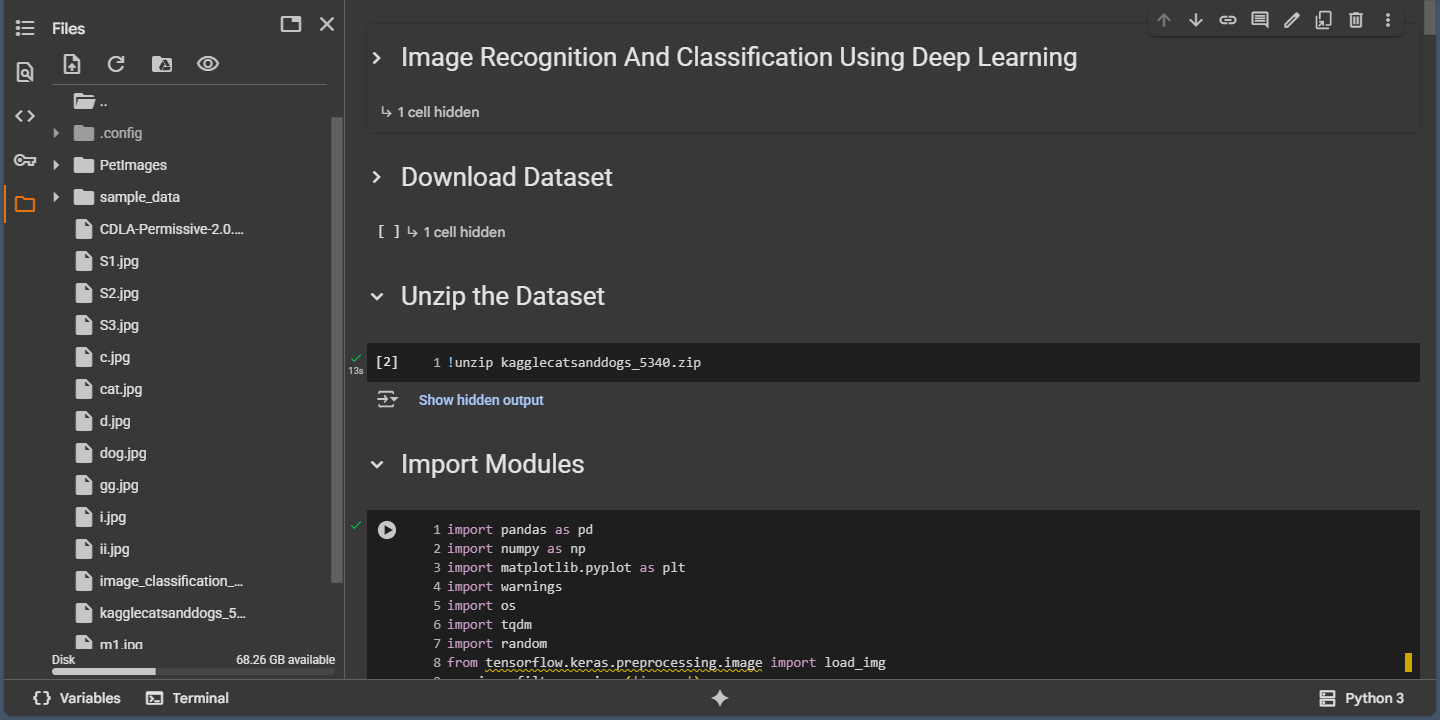 Files
..
.config
PetImages
sample_data
CDLA-Permissive-2.0....
S1.jpg
S2.jpg
S3.jpg
c.jpg
cat.jpg
d.jpg
dog.jpg
gg.jpg
i.jpg
ii.jpg
image_classification_...
kagglecatsanddogs_5...
m1.jpg
Disk 68.26 GB available
Image Recognition And Classification Using Deep Learning
↳ 1 cell hidden
Download Dataset
[ ] ↳ 1 cell hidden
Unzip the Dataset
13s
[2] 1 !unzip kagglecatsanddogs_5340.zip
Show hidden output
Import Modules
1 import pandas as pd
2 import numpy as np
3 import matplotlib.pyplot as plt
4 import warnings
5 import os
6 import tqdm
7 import random
8 from tensorflow.keras.preprocessing.image import load_img
{} Variables Terminal Python 3